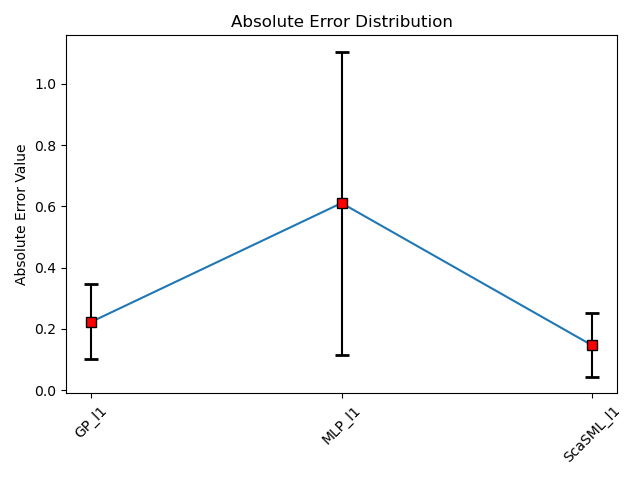 Absolute Error Distribution
Absolute Error Value
1.0
0.8
0.6
0.4
0.2
0.0
GP_l1
MLP_l1
ScaSML_l1